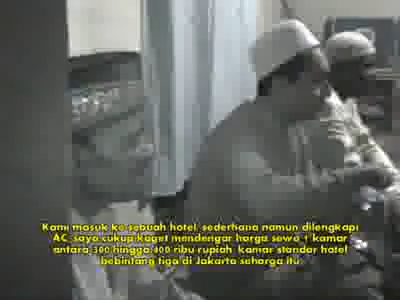 Kami masuk ke sebuah hotel, sederhana namun dilengkapi
AC, saya cukup kaget mendengar harga sewa 1 kamar
antara 300 hingga 400 ribu rupiah, kamar standar hotel
bebintang tiga di Jakarta seharga itu.